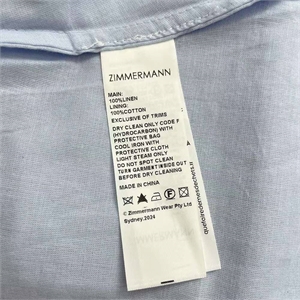 ZIMMERMANN
MAIN:
100%LINEN
LINING:
100%COTTON
EXCLUSIVE OF TRIMS
DRY CLEAN ONLY CODE F
(HYDROCARBON) WITH
PROTECTIVE BAG
COOL IRON WITH
PROTECTIVE CLOTH
LIGHT STEAM ONLY
DO NOT SPOT CLEAN
TURN GARMENT INSIDE OUT
BEFORE DRY CLEANING
MADE IN CHINA
© Zimmermann Wear Pty Ltd
Sydney.2024